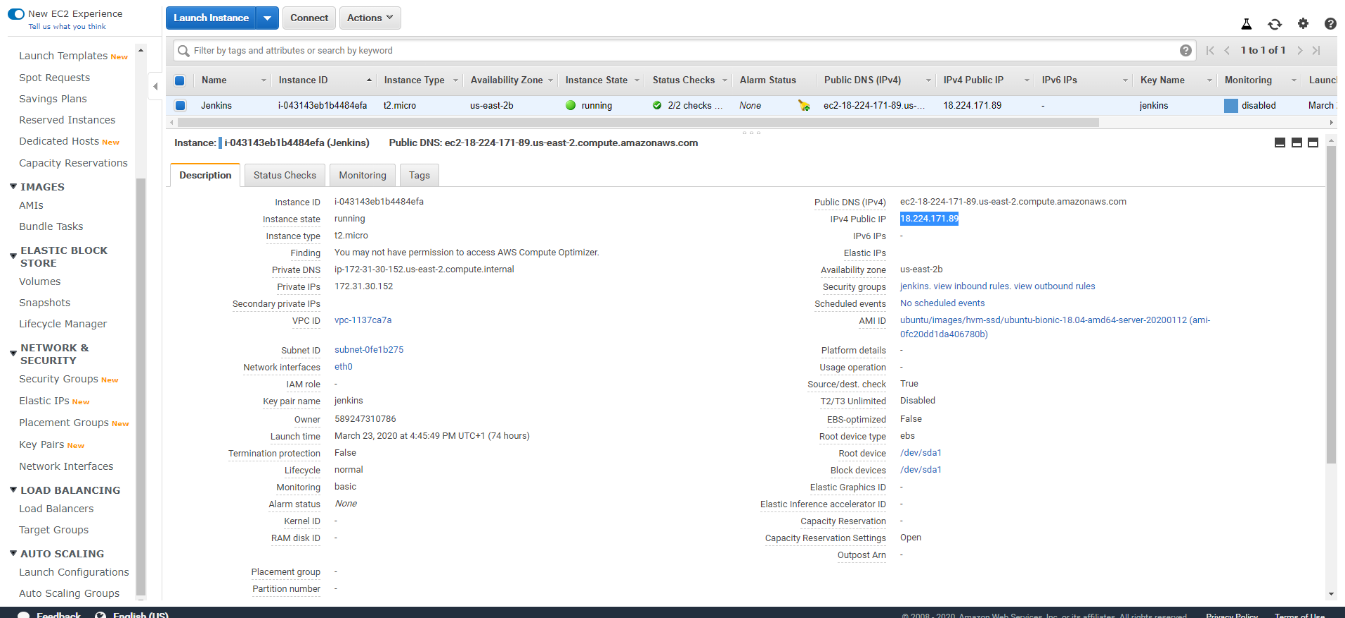 New EC2 Experience
Tell us what you think
Launch Templates New
Spot Requests
Savings Plans
Reserved Instances
Dedicated Hosts New
Capacity Reservations
IMAGES
AMIs
Bundle Tasks
ELASTIC BLOCK
STORE
Volumes
Snapshots
Lifecycle Manager
NETWORK &
SECURITY
Security Groups New
Elastic IPs New
Placement Groups New
Key Pairs New
Network Interfaces
LOAD BALANCING
Load Balancers
Target Groups
AUTO SCALING
Launch Configurations
Auto Scaling Groups
Launch Instance Connect Actions
Filter by tags and attributes or search by keyword 1 to 1 of 1
Name Instance ID Instance Type Availability Zone Instance State Status Checks Alarm Status Public DNS (IPv4) IPv4 Public IP IPv6 IPs Key Name Monitoring Launc
Jenkins i-043143eb1b4484efa t2.micro us-east-2b running 2/2 checks ... None ec2-18-224-171-89.us-... 18.224.171.89 - jenkins disabled March
Instance: i-043143eb1b4484efa (Jenkins) Public DNS: ec2-18-224-171-89.us-east-2.compute.amazonaws.com
Description Status Checks Monitoring Tags
Instance ID i-043143eb1b4484efa
Instance state running
Instance type t2.micro
Finding You may not have permission to access AWS Compute Optimizer.
Private DNS ip-172-31-30-152.us-east-2.compute.internal
Private IPs 172.31.30.152
Secondary private IPs
VPC ID vpc-1137ca7a
Subnet ID subnet-0fe1b275
Network interfaces eth0
IAM role -
Key pair name jenkins
Owner 589247310786
Launch time March 23, 2020 at 4:45:49 PM UTC+1 (74 hours)
Termination protection False
Lifecycle normal
Monitoring basic
Alarm status None
Kernel ID -
RAM disk ID -
Placement group -
Partition number -
Public DNS (IPv4) ec2-18-224-171-89.us-east-2.compute.amazonaws.com
IPv4 Public IP 18.224.171.89
IPv6 IPs -
Elastic IPs
Availability zone us-east-2b
Security groups jenkins. view inbound rules. view outbound rules
Scheduled events No scheduled events
AMI ID ubuntu/images/hvm-ssd/ubuntu-bionic-18.04-amd64-server-20200112 (ami-
0fc20dd1da406780b)
Platform details -
Usage operation -
Source/dest. check True
T2/T3 Unlimited Disabled
EBS-optimized False
Root device type ebs
Root device /dev/sda1
Block devices /dev/sda1
Elastic Graphics ID -
Elastic Inference accelerator ID -
Capacity Reservation -
Capacity Reservation Settings Open
Outpost Arn -
Feedback English (US) © 2008 - 2020, Amazon Web Services, Inc. or its affiliates. All rights reserved. Privacy Policy Terms of Use